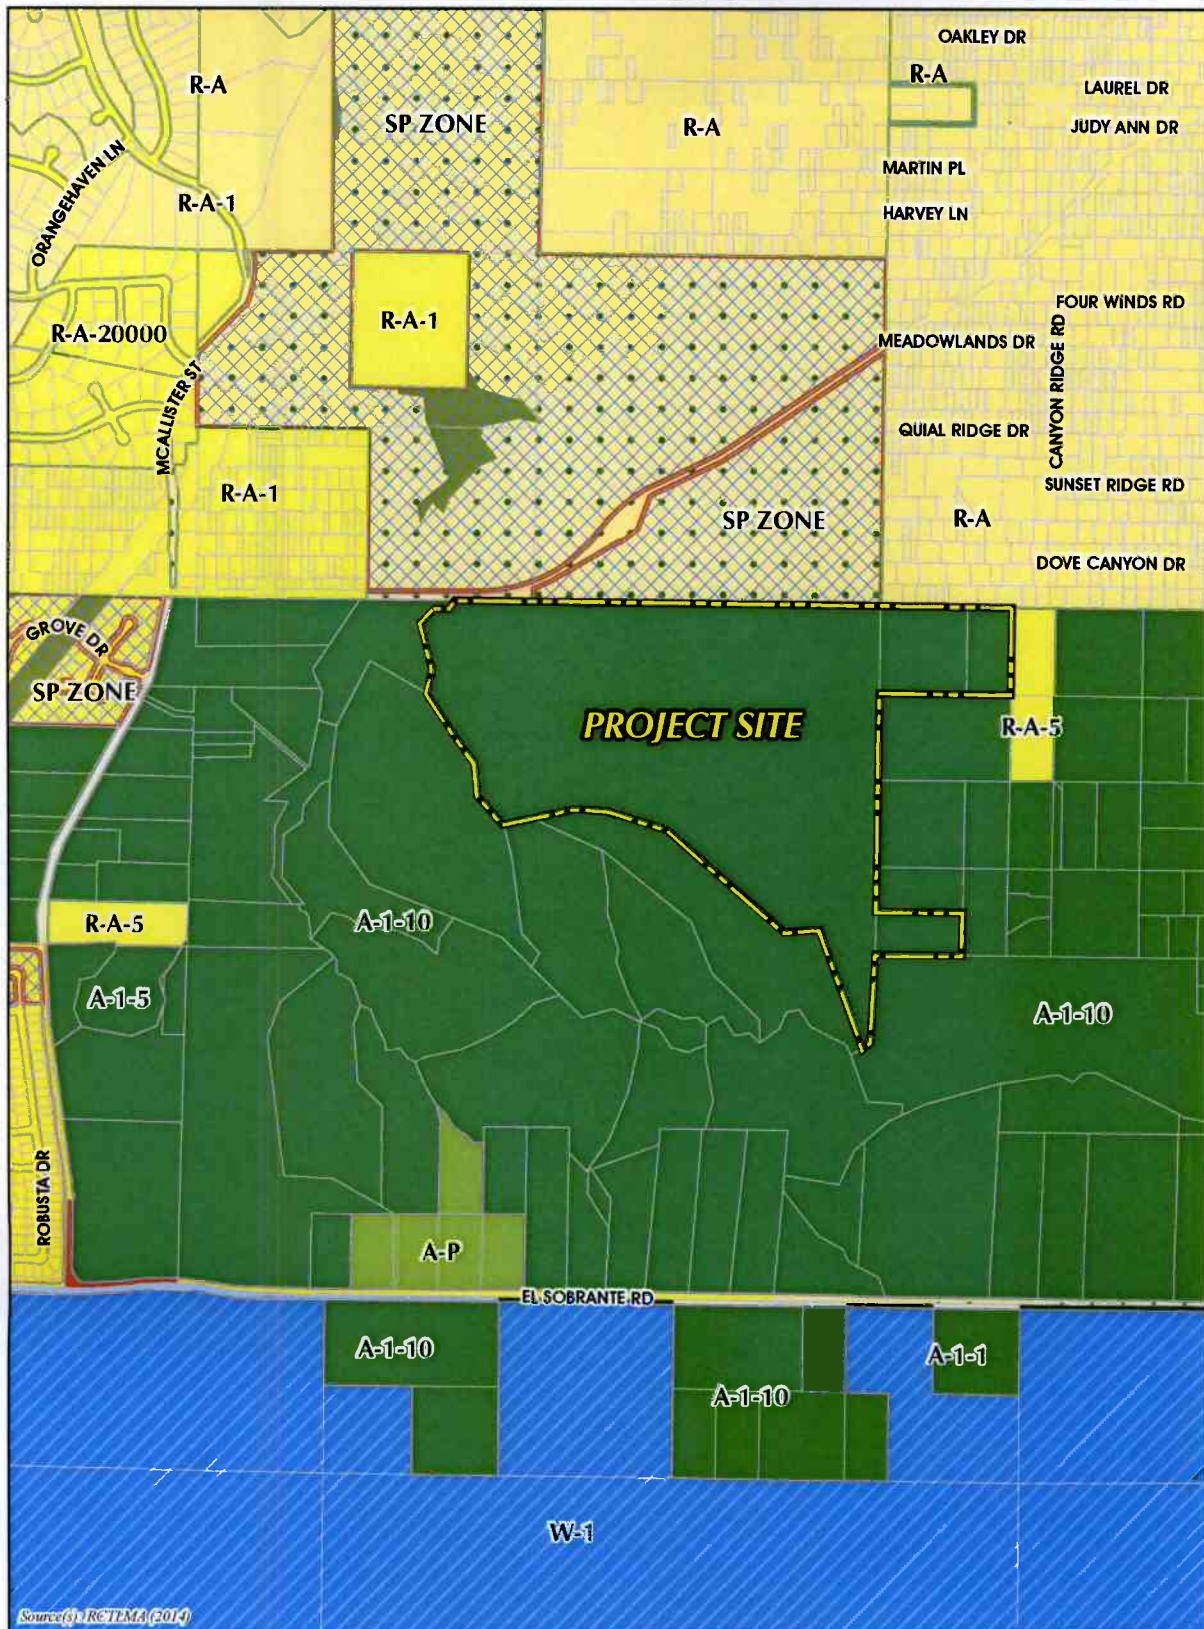 OAKLEY DR
R-A
R-A
LAUREL DR
SP ZONE
R-A
JUDY ANN DR
ORANGEHAVEN LN
MARTIN PL
R-A-1
HARVEY LN
FOUR WINDS RD
R-A-1
R-A-20000
MEADOWLANDS DR
CANYON RIDGE RD
MCALLISTER ST
QUIAL RIDGE DR
R-A-1
SUNSET RIDGE RD
SP ZONE
R-A
DOVE CANYON DR
GROVE DR
SP ZONE
PROJECT SITE
R-A-5
R-A-5
A-1-10
A-1-5
A-1-10
ROBUSTA DR
A-P
EL SOBRANTE RD
A-1-10
A-1-1
A-1-10
W-1
Source(s): RCTLMA (2014)